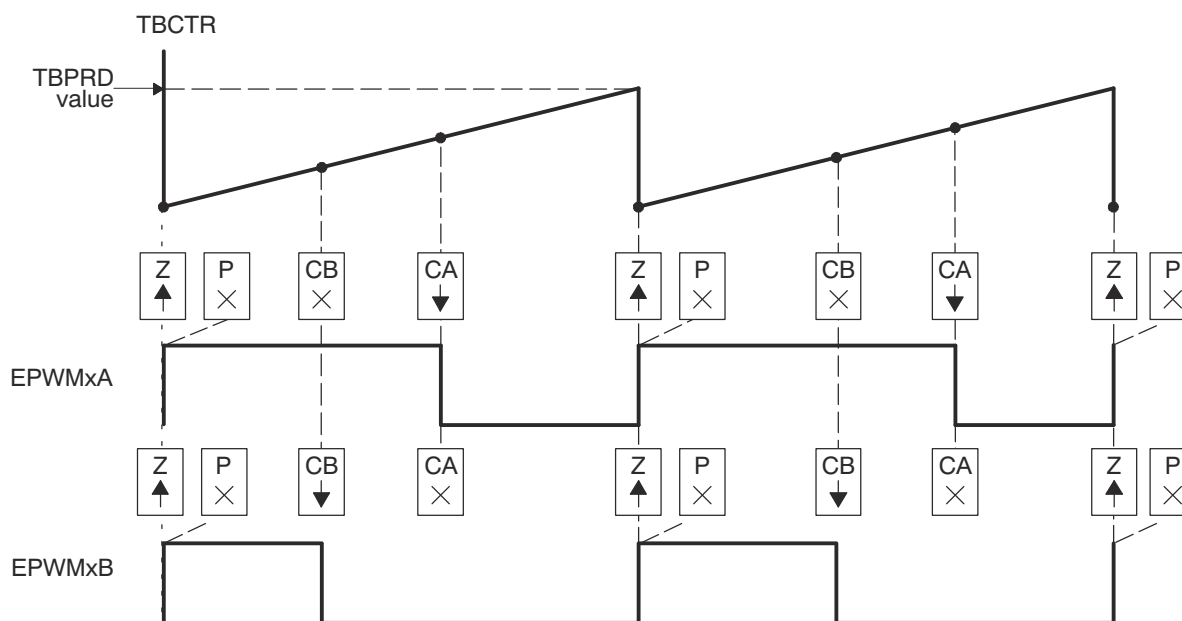 TBCTR
TBPRD
value
Z P CB CA Z P CB CA Z P
EPWMxA
Z P CB CA Z P CB CA Z P
EPWMxB